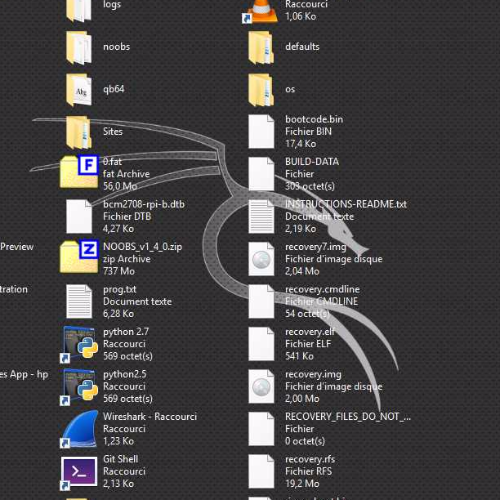 logs
noobs
qb64
Sites
0.fat
fat Archive
56,0 Mo
bcm2708-rpi-b.dtb
Fichier DTB
4,27 Ko
Preview
NOOBS_v1_4_0.zip
zip Archive
737 Mo
tration
prog.txt
Document texte
6,28 Ko
python 2.7
Raccourci
569 octet(s)
es App - hp
python2.5
Raccourci
569 octet(s)
Wireshark - Raccourci
Raccourci
1,23 Ko
Git Shell
Raccourci
2,13 Ko
Raccourci
1,06 Ko
defaults
os
bootcode.bin
Fichier BIN
17,4 Ko
BUILD-DATA
Fichier
303 octet(s)
INSTRUCTIONS-README.txt
Document texte
2,19 Ko
recovery7.img
Fichier d'image disque
2,04 Mo
recovery.cmdline
Fichier CMDLINE
54 octet(s)
recovery.elf
Fichier ELF
541 Ko
recovery.img
Fichier d'image disque
2,00 Mo
RECOVERY_FILES_DO_NOT_...
Fichier
0 octet(s)
recovery.rfs
Fichier RFS
19,2 Mo